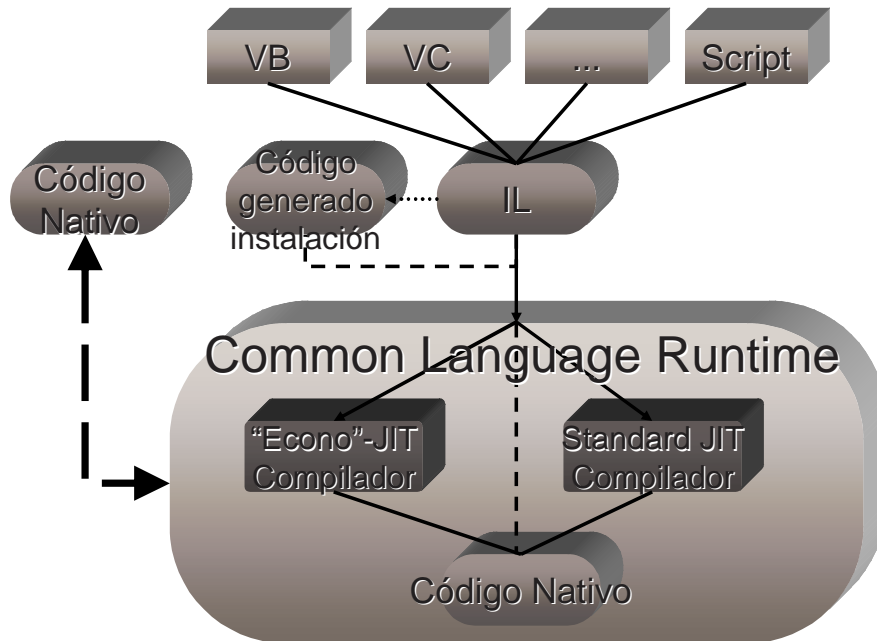 VB
VC
...
Script
Código
Nativo
Código
generado
instalación
IL
Common Language Runtime
“Econo”-JIT
Compilador
Standard JIT
Compilador
Código Nativo